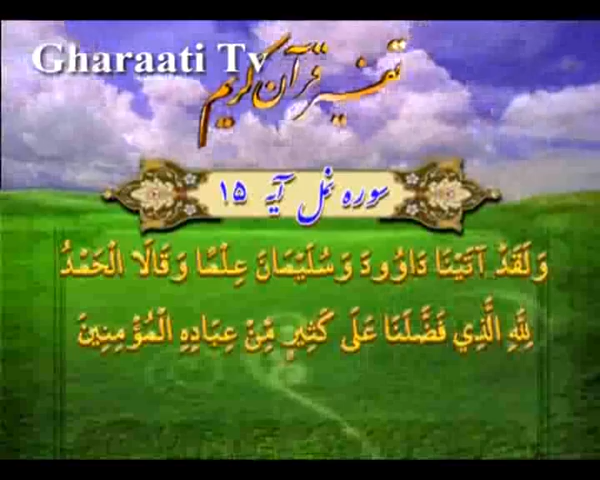 Gharaati Tv
تفسیر قرآن کریم
سوره نمل آیه ۱۵
وَلَقَدْ آتَيْنَا دَاوُودَ وَسُلَيْمَانَ عِلْمًا وَقَالَا الْحَمْدُ
لِلَّهِ الَّذِي فَضَّلَنَا عَلَى كَثِيرٍ مِّنْ عِبَادِهِ الْمُؤْمِنِينَ